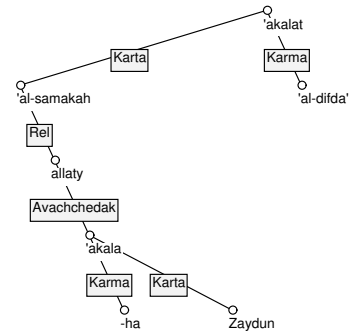 'akalat
Karta
Karma
'al-samakah
'al-difda'
Rel
allaty
Avachchedak
'akala
Karma
Karta
-ha
Zaydun